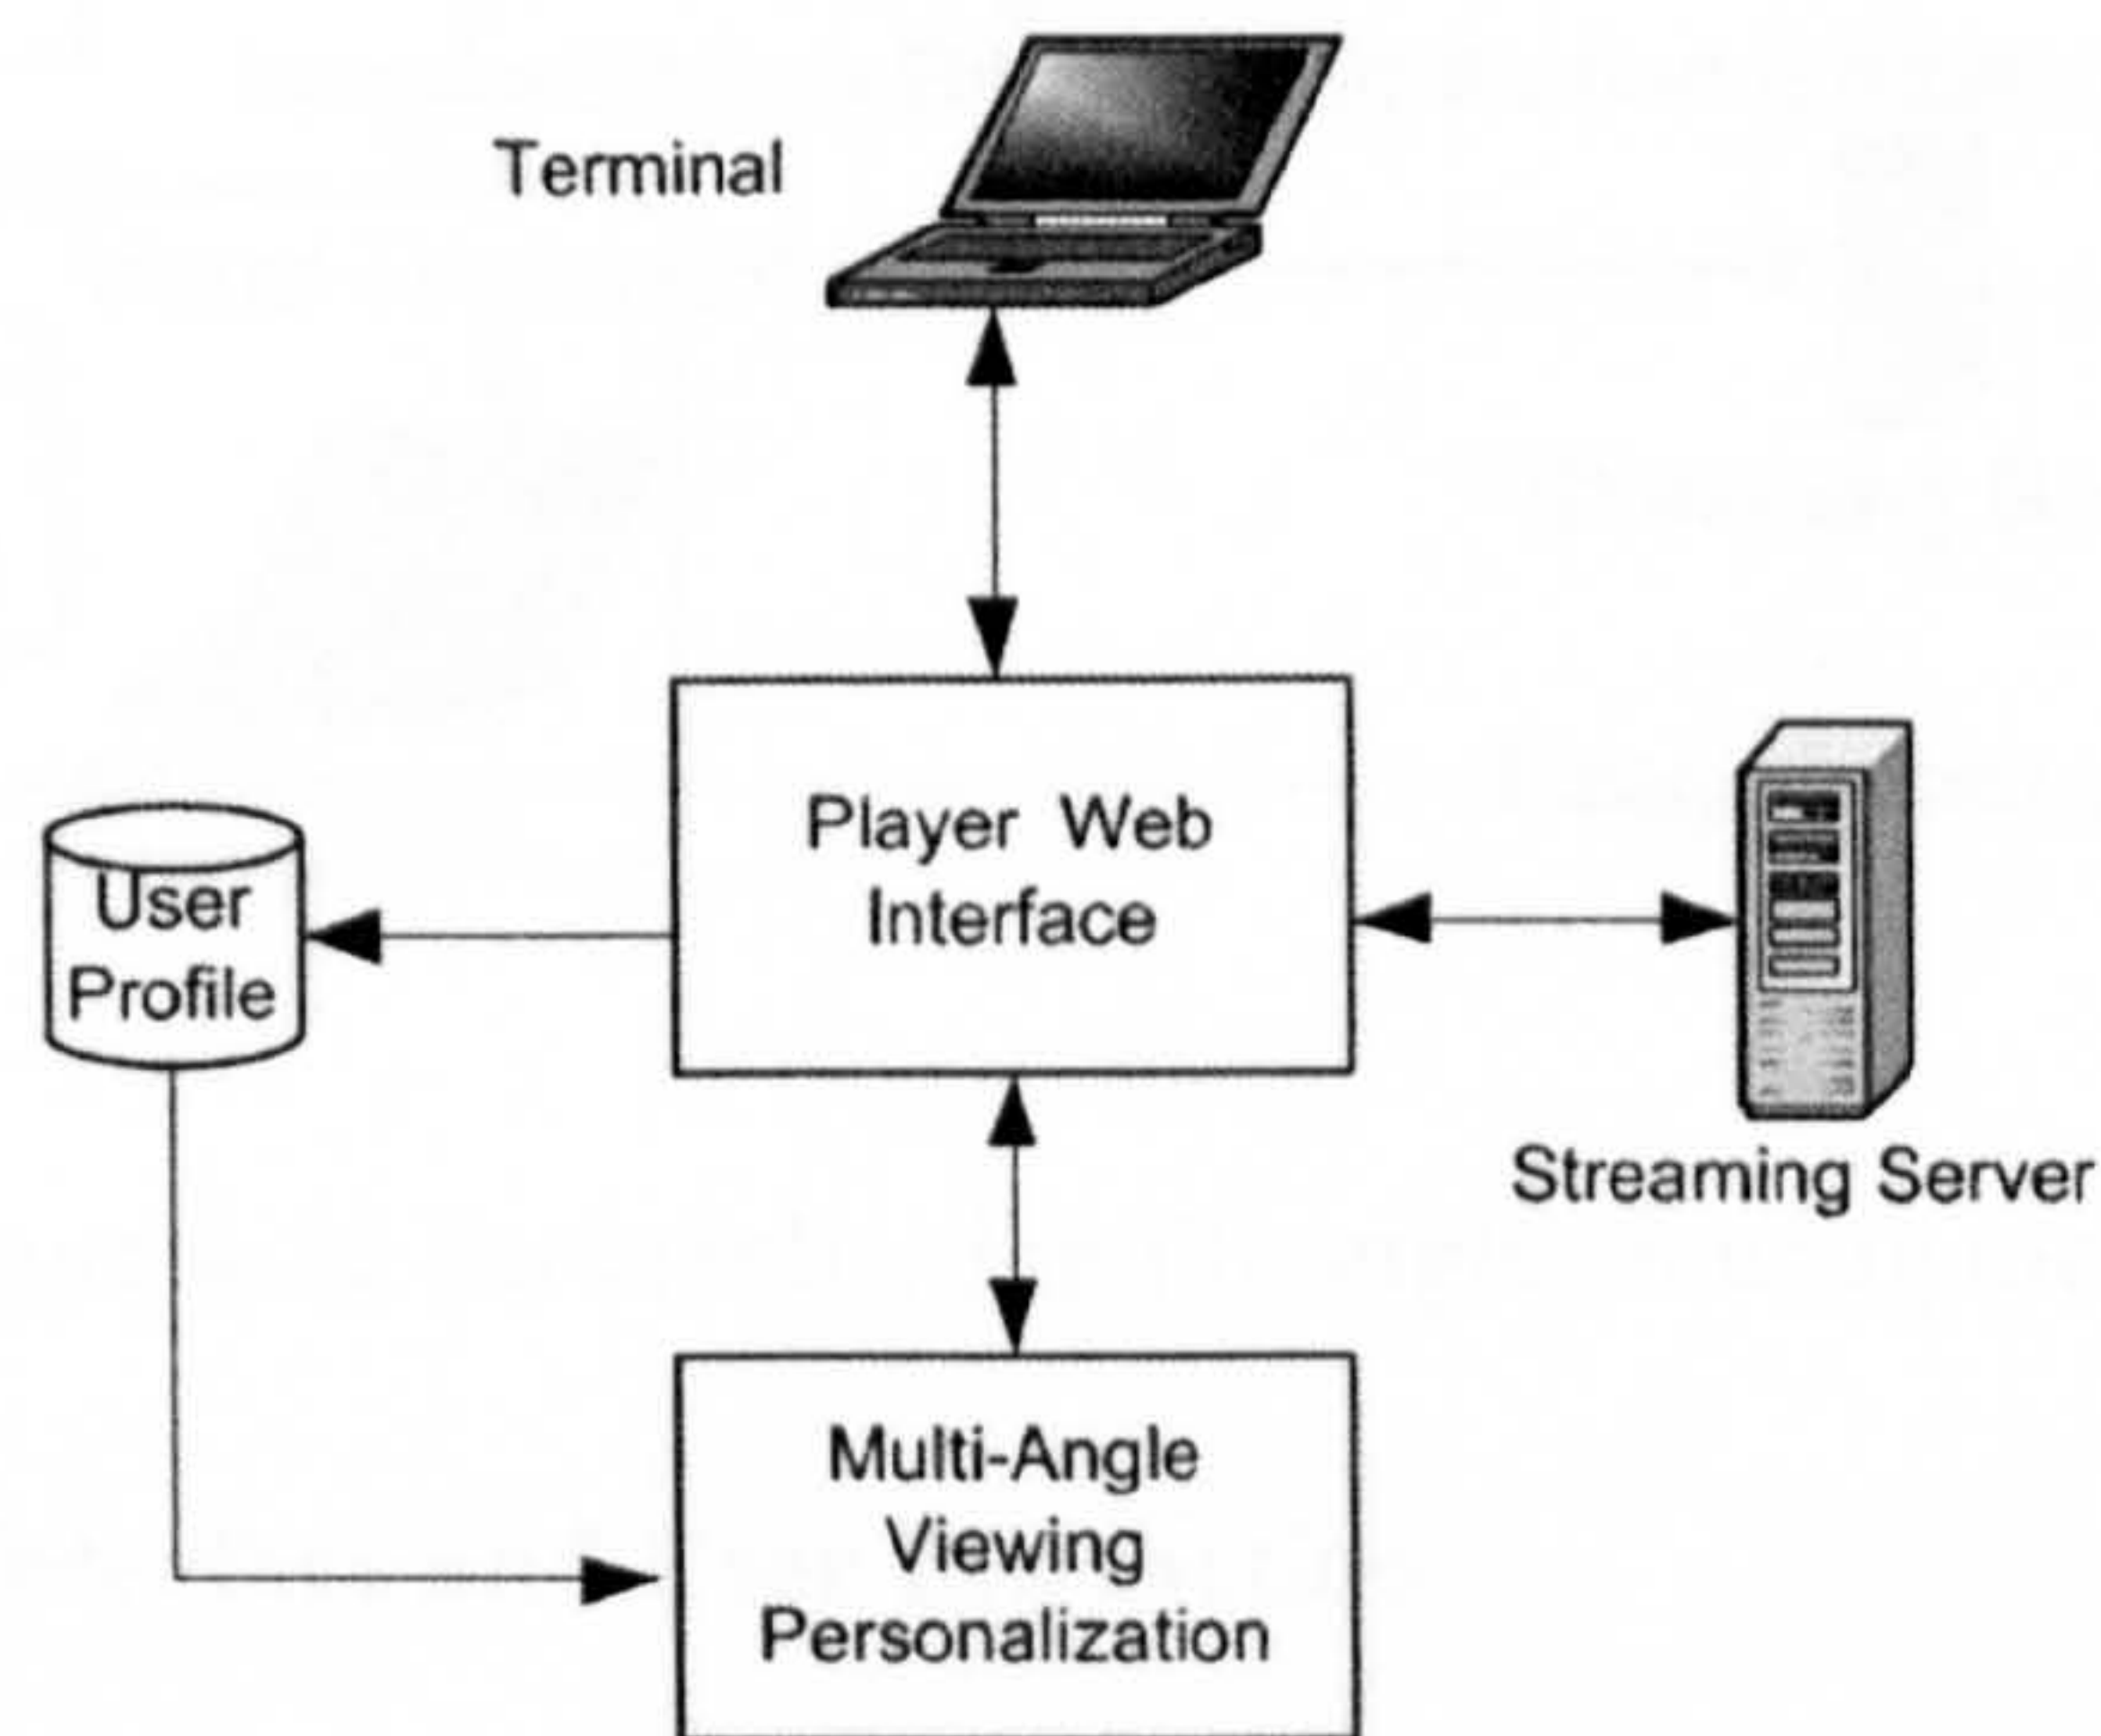 Terminal
Player Web
Interface
User
Profile
Streaming Server
Multi-Angle
Viewing
Personalization